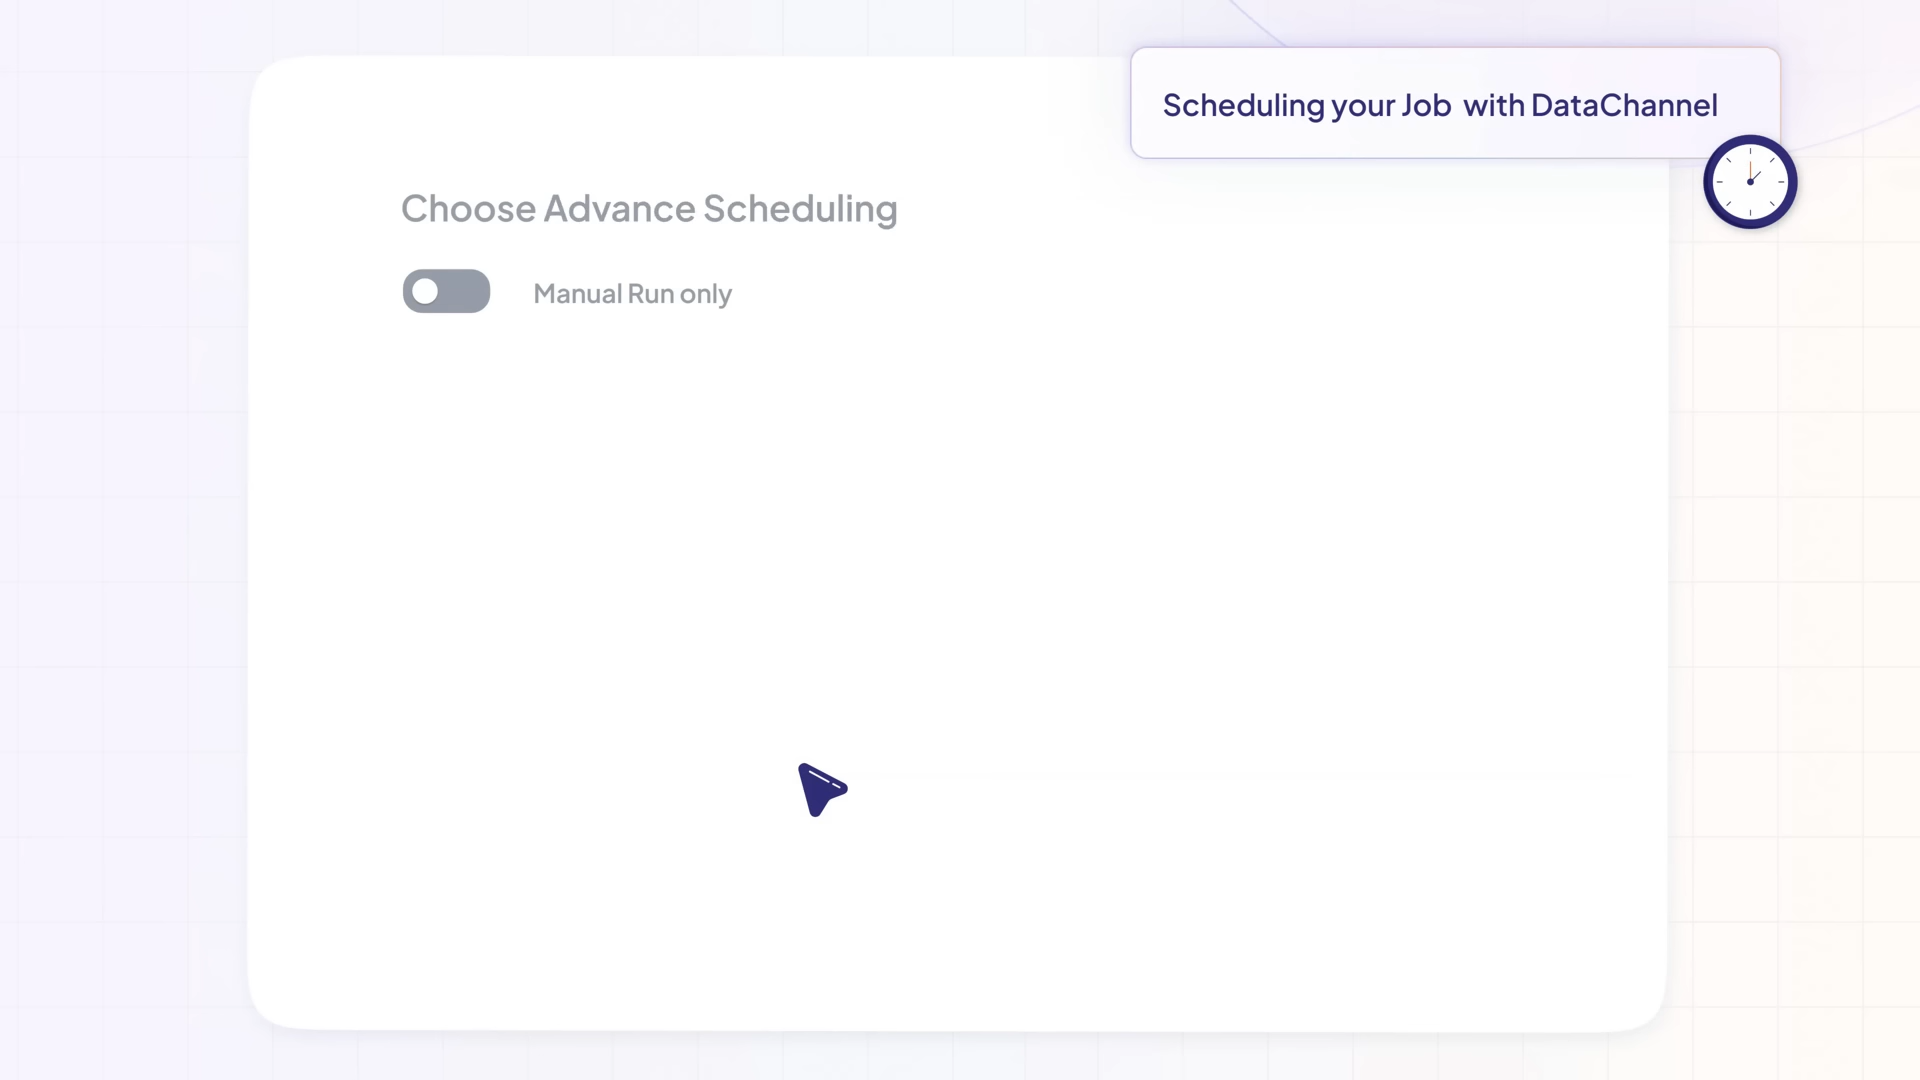 Scheduling your Job with DataChannel
Choose Advance Scheduling
Manual Run only